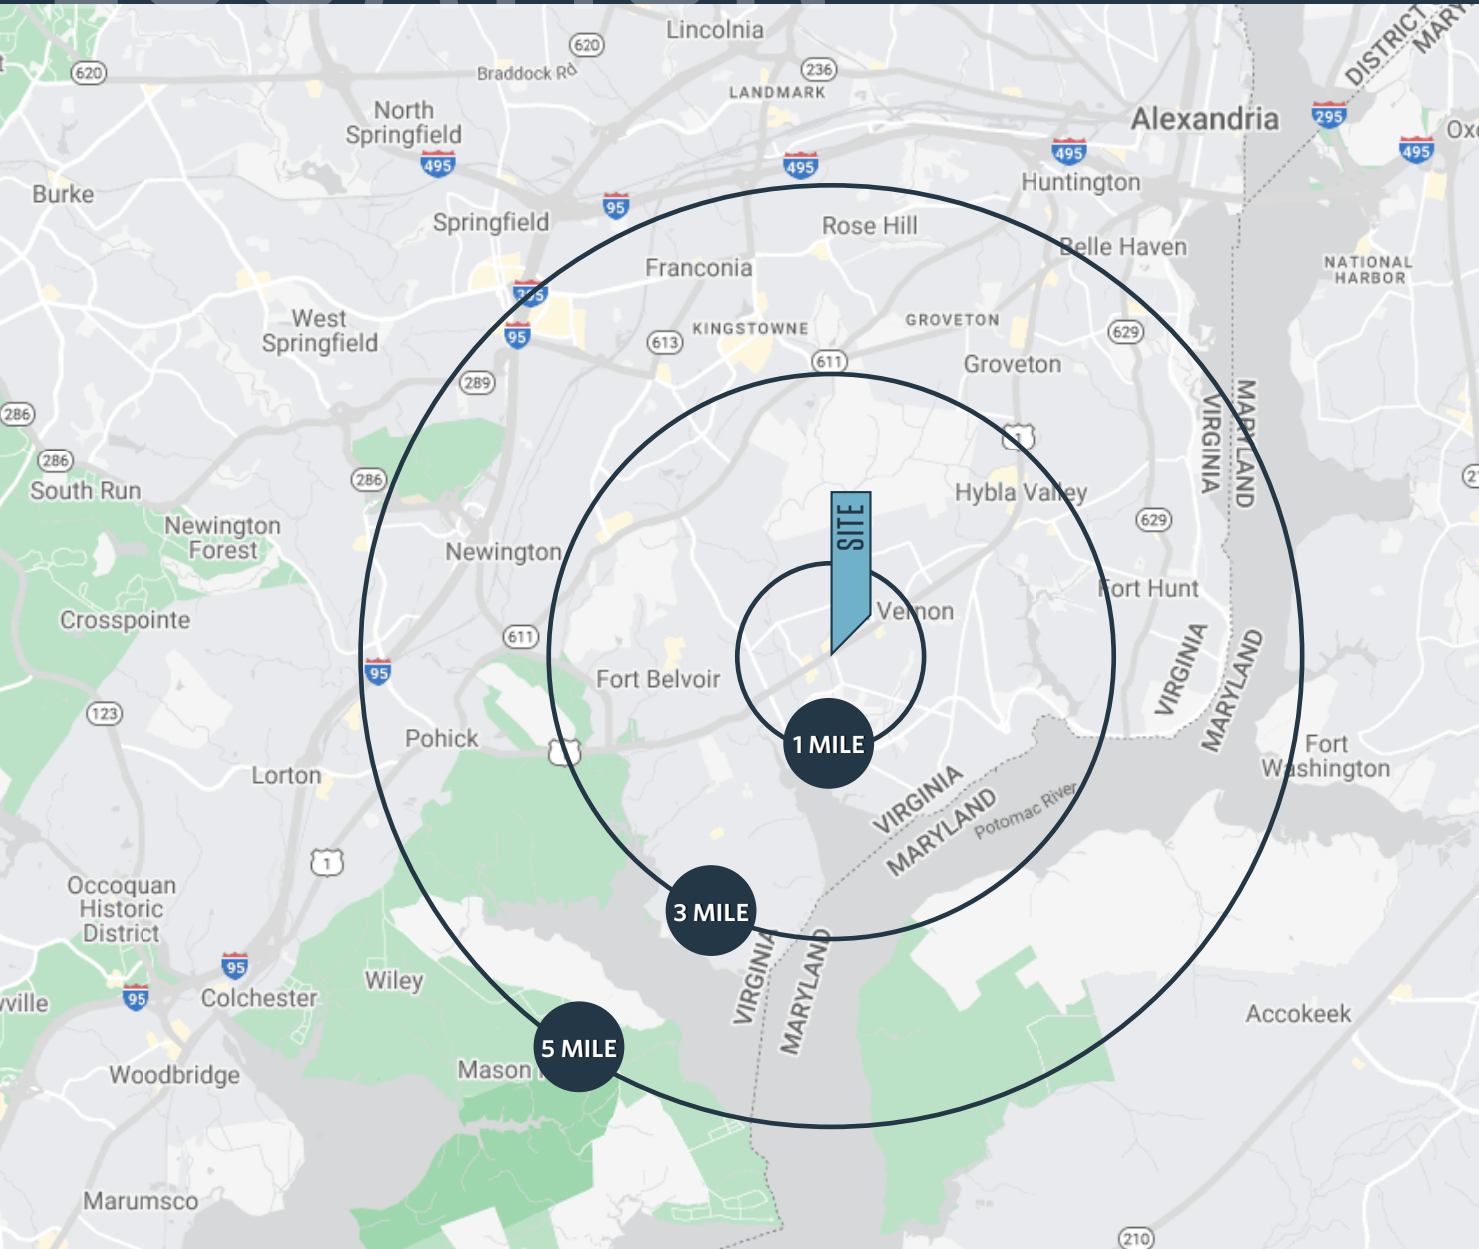 Lincolnia
620
Braddock Rd
620
236
LANDMARK
DISTRICT
MARY
North
Springfield
Alexandria
295
495
495
495
495
Huntington
Burke
95
Springfield
Rose Hill
Belle Haven
Franconia
NATIONAL
HARBOR
395
West
Springfield
95
613
KINGSTOWNE
GROVETON
629
611
Groveton
289
286
VIRGINIA
MARYLAND
1
286
South Run
286
Hybla Valley
SITE
629
Newington
Forest
Newington
Fort Hunt
Crosspointe
611
Vernon
VIRGINIA
MARYLAND
95
Fort Belvoir
123
Pohick
1 MILE
Fort
Washington
Lorton
VIRGINIA
MARYLAND
Potomac River
1
Occoquan
Historic
District
3 MILE
VIRGINIA
MARYLAND
95
Wiley
95
Colchester
Accokeek
5 MILE
Mason
Woodbridge
Marumsco
210